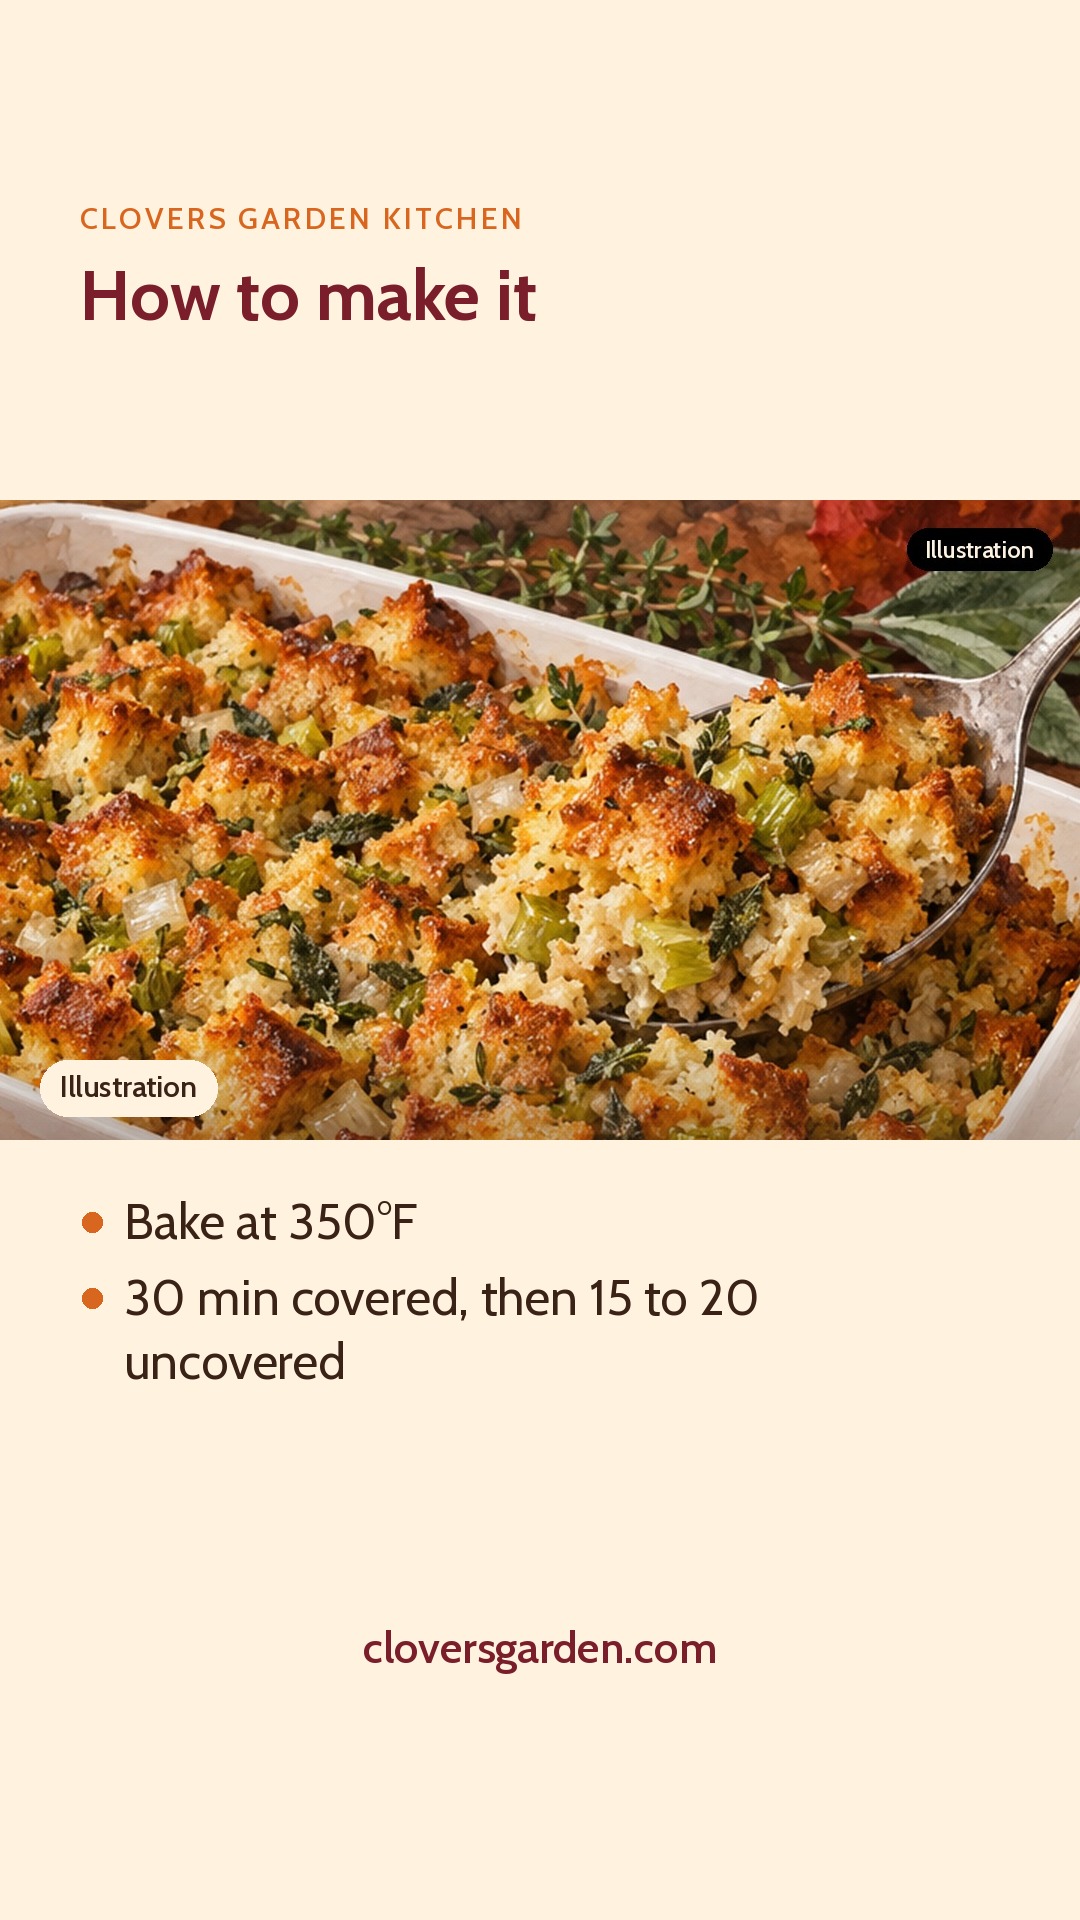 CLOVERS GARDEN KITCHEN
How to make it
Illustration
Illustration
Bake at 350°F
30 min covered, then 15 to 20
uncovered
cloversgarden.com